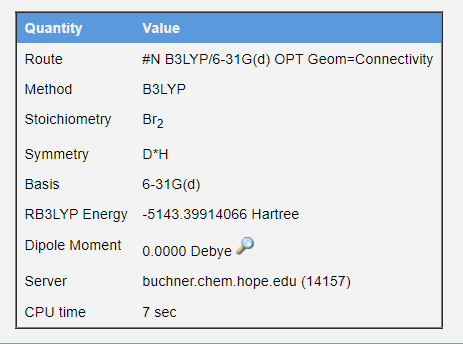 Quantity Value
Route #N B3LYP/6-31G(d) OPT Geom=Connectivity
Method B3LYP
Stoichiometry Br2
Symmetry D*H
Basis 6-31G(d)
RB3LYP Energy -5143.39914066 Hartree
Dipole Moment 0.0000 Debye
Server buchner.chem.hope.edu (14157)
CPU time 7 sec